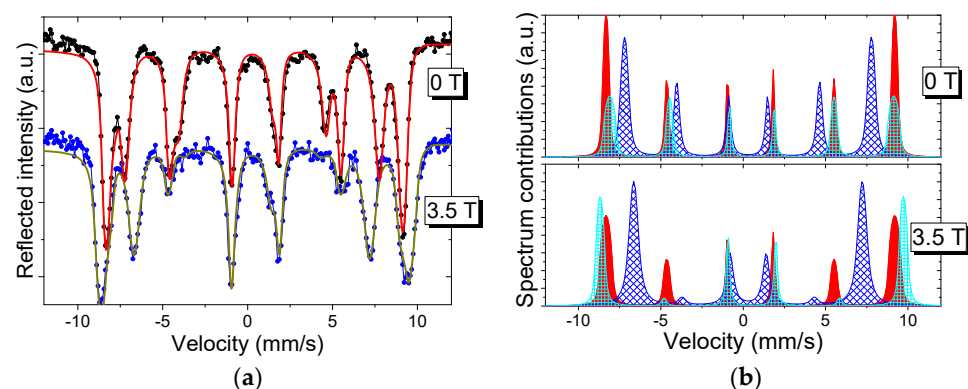 Reflected intensity (a.u.)
0 T
3.5 T
-10 -5 0 5 10
Velocity (mm/s)
(a)
Spectrum contributions (a.u.)
0 T
3.5 T
-10 -5 0 5 10
Velocity (mm/s)
(b)